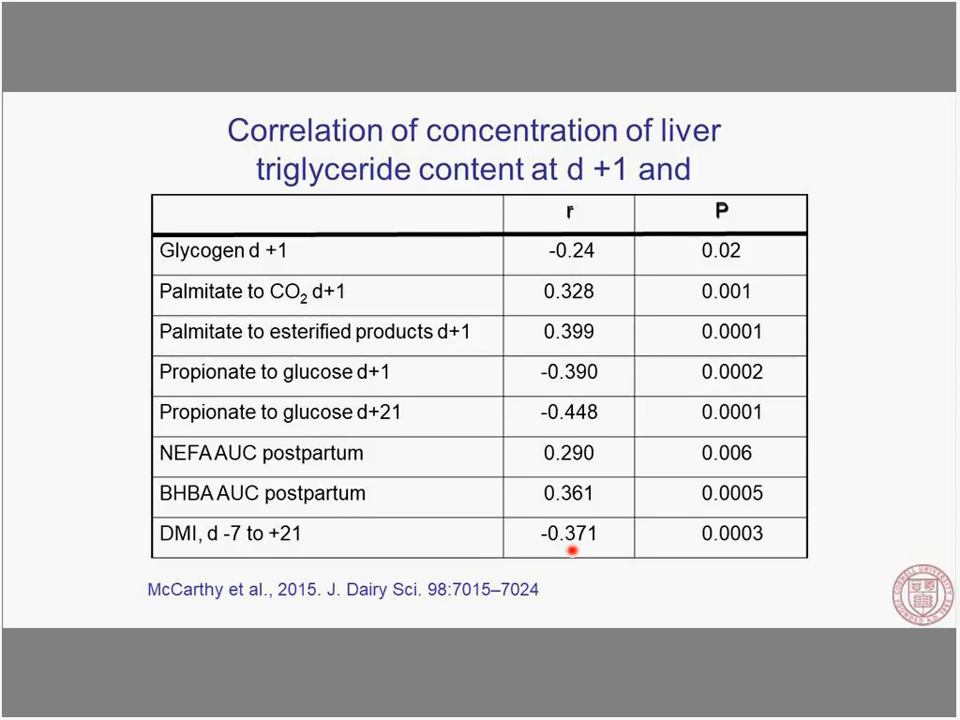 Correlation of concentration of liver
triglyceride content at d +1 and
r P
Glycogen d +1 -0.24 0.02
Palmitate to CO2 d+1 0.328 0.001
Palmitate to esterified products d+1 0.399 0.0001
Propionate to glucose d+1 -0.390 0.0002
Propionate to glucose d+21 -0.448 0.0001
NEFA AUC postpartum 0.290 0.006
BHBA AUC postpartum 0.361 0.0005
DMI, d -7 to +21 -0.371 0.0003
McCarthy et al., 2015. J. Dairy Sci. 98:7015–7024
CORNELL UNIVERSITY
FOUNDED A.D. 1865